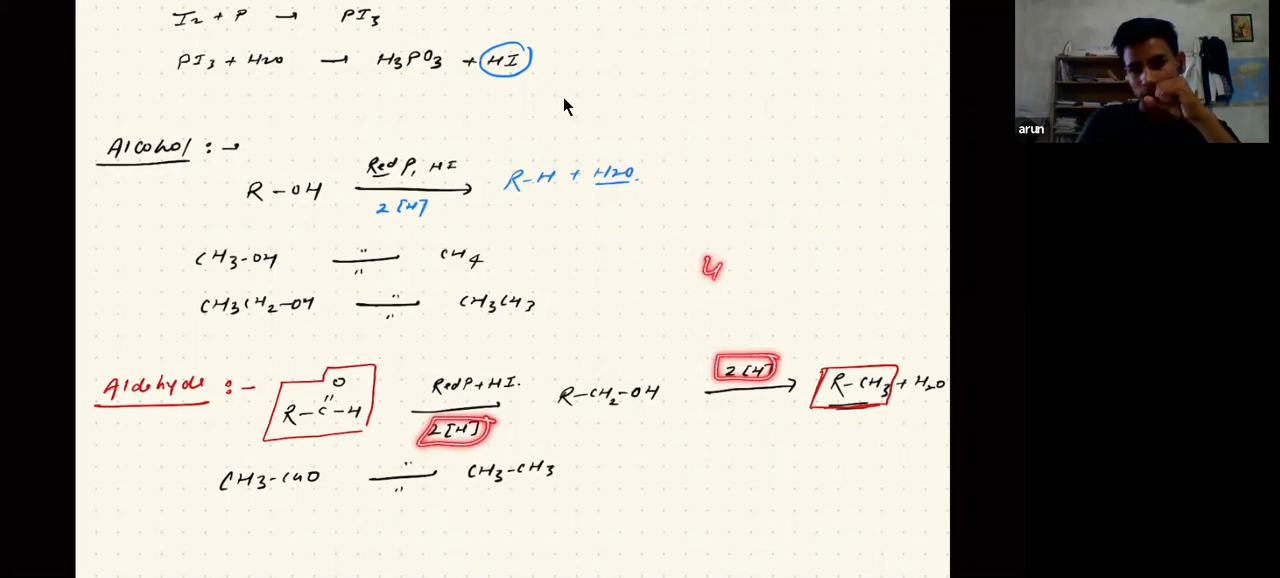 I2 + P → PI3
PI3 + H2O → H3PO3 + HI
arun
Alcohol :→
R-OH Red P, HI 2[H] R-H + H2O.
CH3-OH " " CH4
4
CH3CH2-OH " " CH3CH3
Aldehyde :- R-C-H O Red P + HI. 2[H] R-CH2-OH 2[H] → R-CH3 + H2O
CH3-CHO " " CH3-CH3